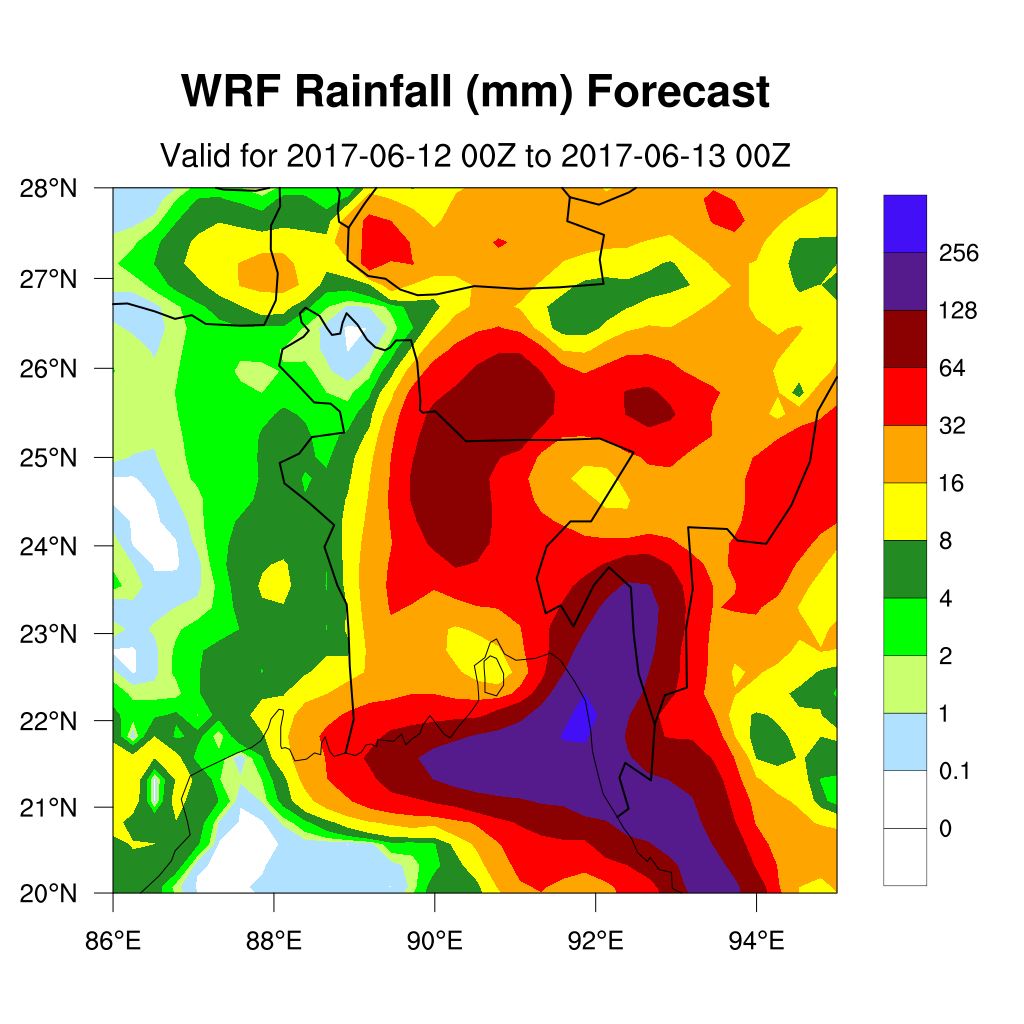 WRF Rainfall (mm) Forecast
Valid for 2017-06-12 00Z to 2017-06-13 00Z
28°N
27°N
26°N
25°N
24°N
23°N
22°N
21°N
20°N
86°E
88°E
90°E
92°E
94°E
256
128
64
32
16
8
4
2
1
0.1
0